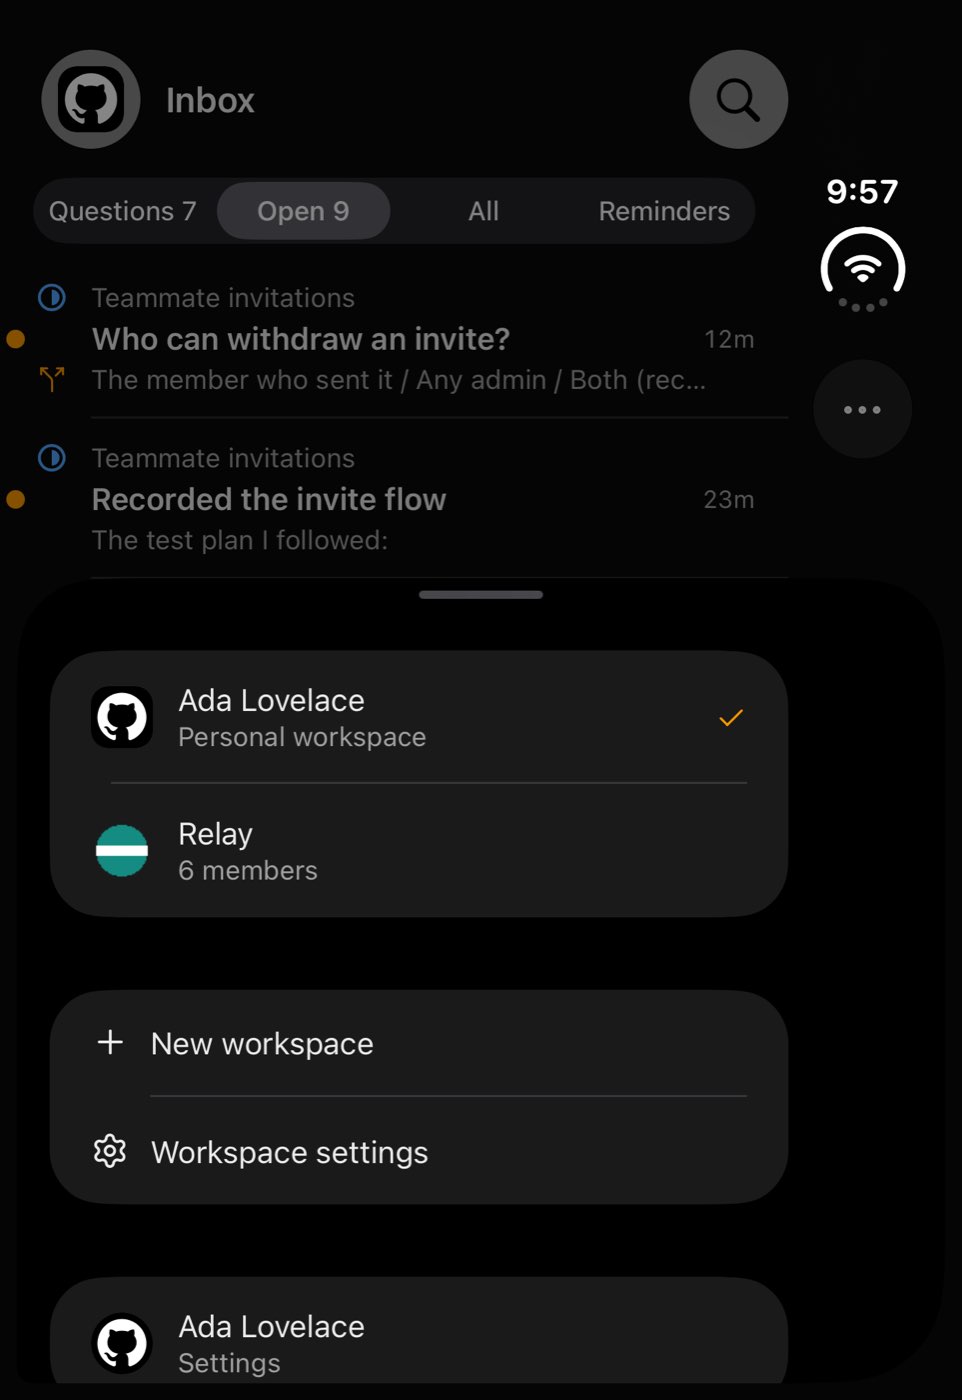 Inbox
Questions 7
Open 9
All
Reminders
9:57
Teammate invitations
Who can withdraw an invite?
12m
The member who sent it / Any admin / Both (rec...
Teammate invitations
Recorded the invite flow
23m
The test plan I followed:
Ada Lovelace
Personal workspace
Relay
6 members
New workspace
Workspace settings
Ada Lovelace
Settings